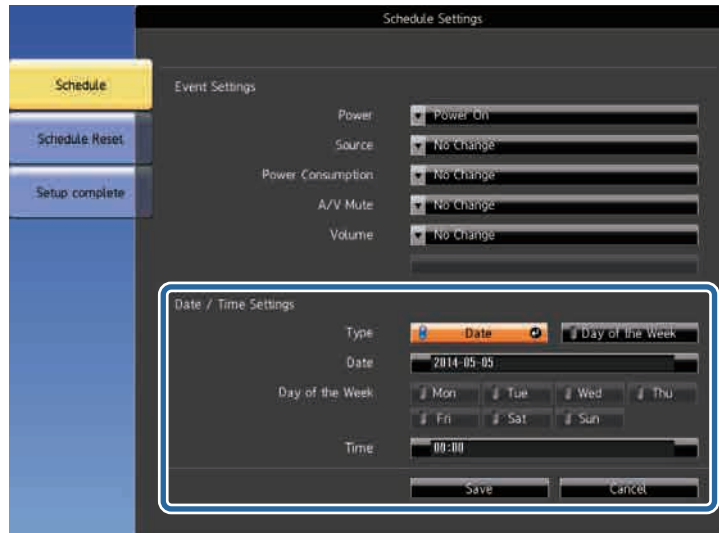 Schedule Settings
Schedule
Schedule Reset
Setup complete
Event Settings
Power Power On
Source No Change
Power Consumption No Change
A/V Mute No Change
Volume No Change
Date / Time Settings
Type Date Day of the Week
Date 2014-05-05
Day of the Week Mon Tue Wed Thu
Fri Sat Sun
Time 00:00
Save Cancel